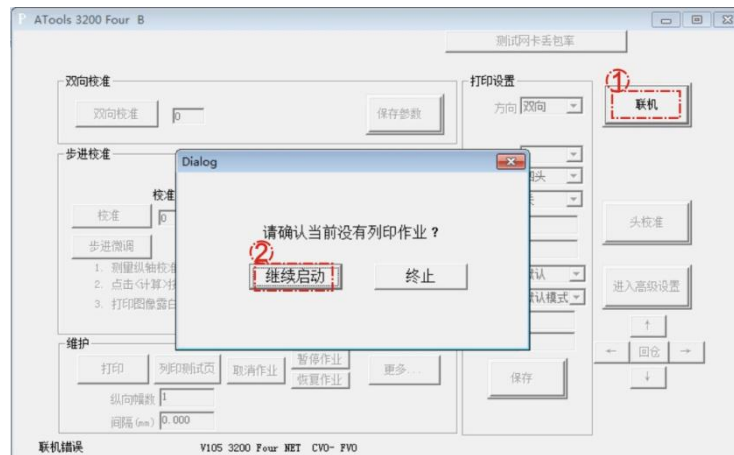 ATools 3200 Four B
测试网卡丢包率
双向校准
双向校准 0 保存参数
打印设置
方向 双向
① 联机
步进校准
校准
校准 0
步进微调
1. 测量纵轴校准
2. 点击<计算>按
3. 打印图像露白
Dialog
请确认当前没有列印作业 ?
② 继续启动 终止
头校准
进入高级设置
认模式
↑
← 回仓 →
↓
保存
维护
打印 列印测试页 取消作业 暂停作业 恢复作业 更多...
纵向幅数 1
间隔(mm) 0.000
联机错误 V105 3200 Four NET CV0- FV0